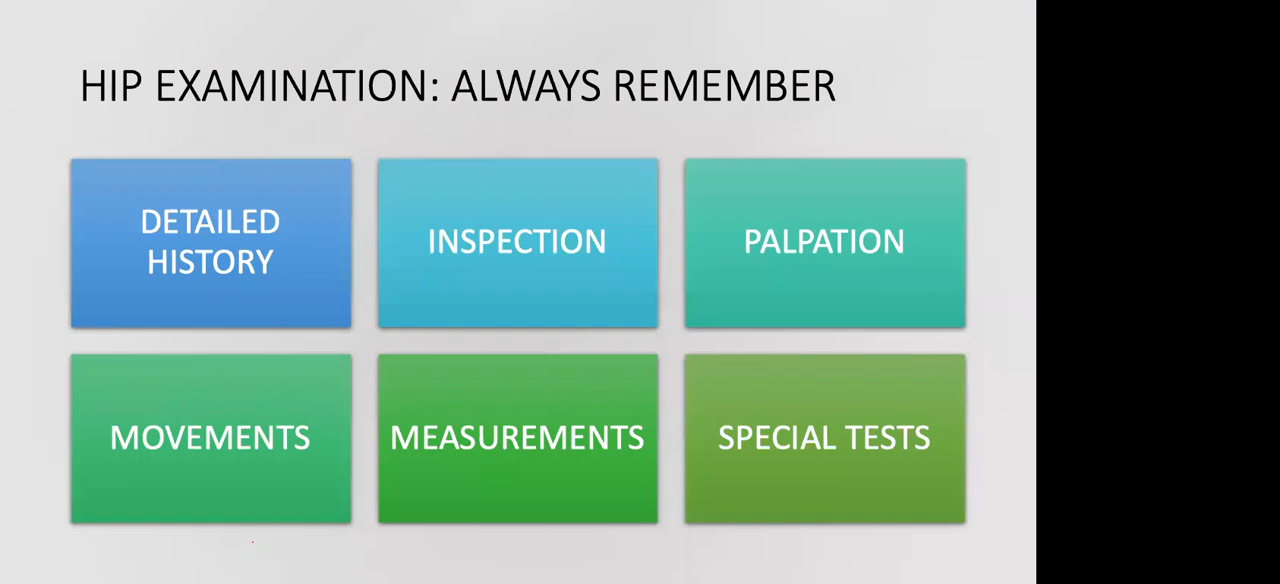 HIP EXAMINATION: ALWAYS REMEMBER
DETAILED
HISTORY
INSPECTION
PALPATION
MOVEMENTS
MEASUREMENTS
SPECIAL TESTS